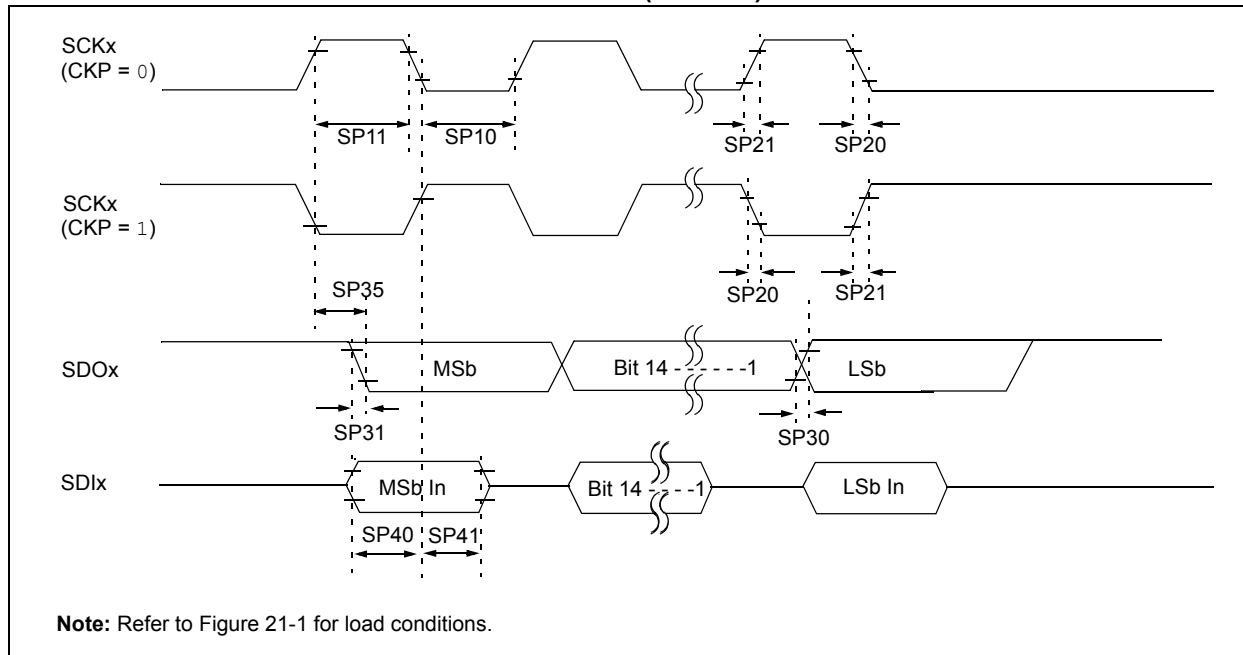 SCKx
(CKP = 0)
SP11
SP10
SP21
SP20
SCKx
(CKP = 1)
SP35
SP20
SP21
SDOx
MSb
Bit 14 - - - - - -1
LSb
SP31
SP30
SDIx
MSb In
Bit 14 - - - -1
LSb In
SP40
SP41
Note: Refer to Figure 21-1 for load conditions.